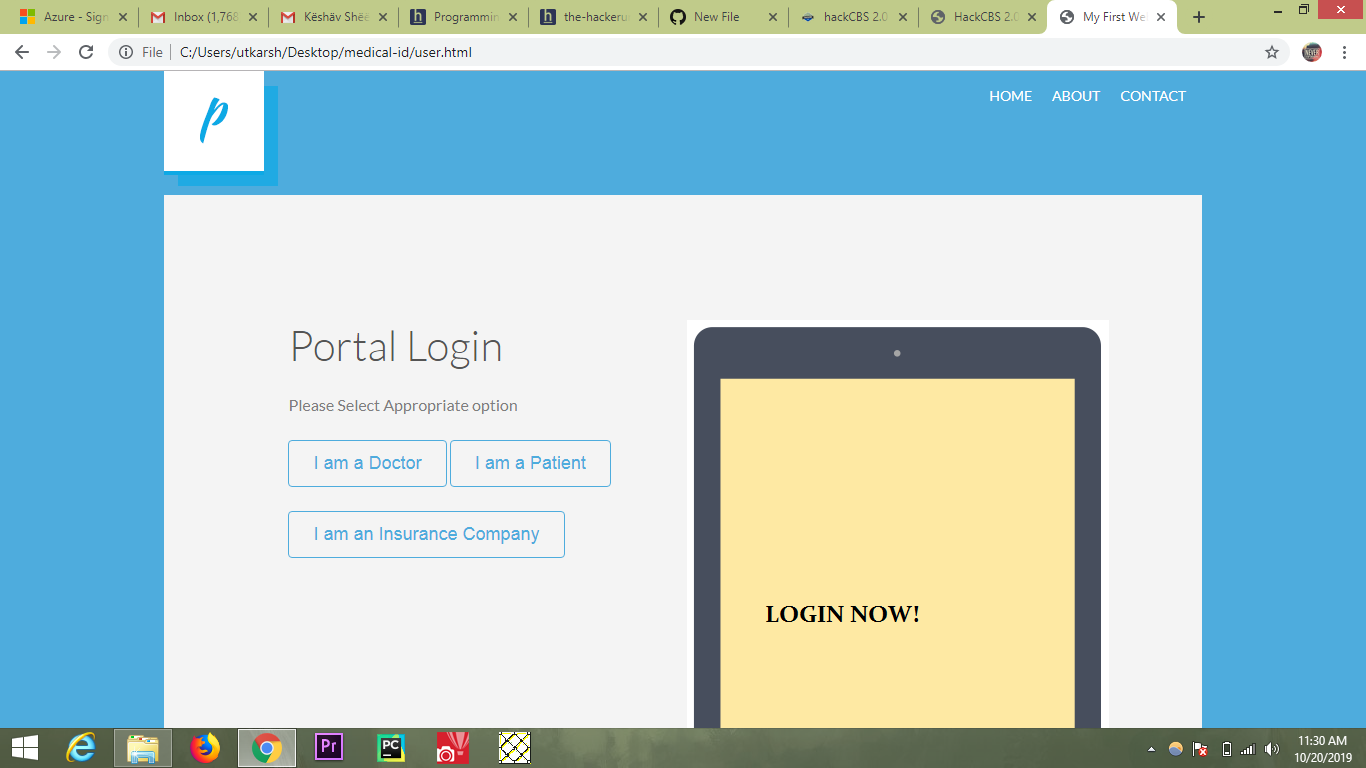 Azure - Sign
Inbox (1,768
Këshäv Shëë
Programmin
the-hackeru
New File
hackCBS 2.0
HackCBS 2.0
My First We
File
C:/Users/utkarsh/Desktop/medical-id/user.html
p
HOME ABOUT CONTACT
Portal Login
Please Select Appropriate option
I am a Doctor
I am a Patient
I am an Insurance Company
LOGIN NOW!
Pr
PC
11:30 AM
10/20/2019